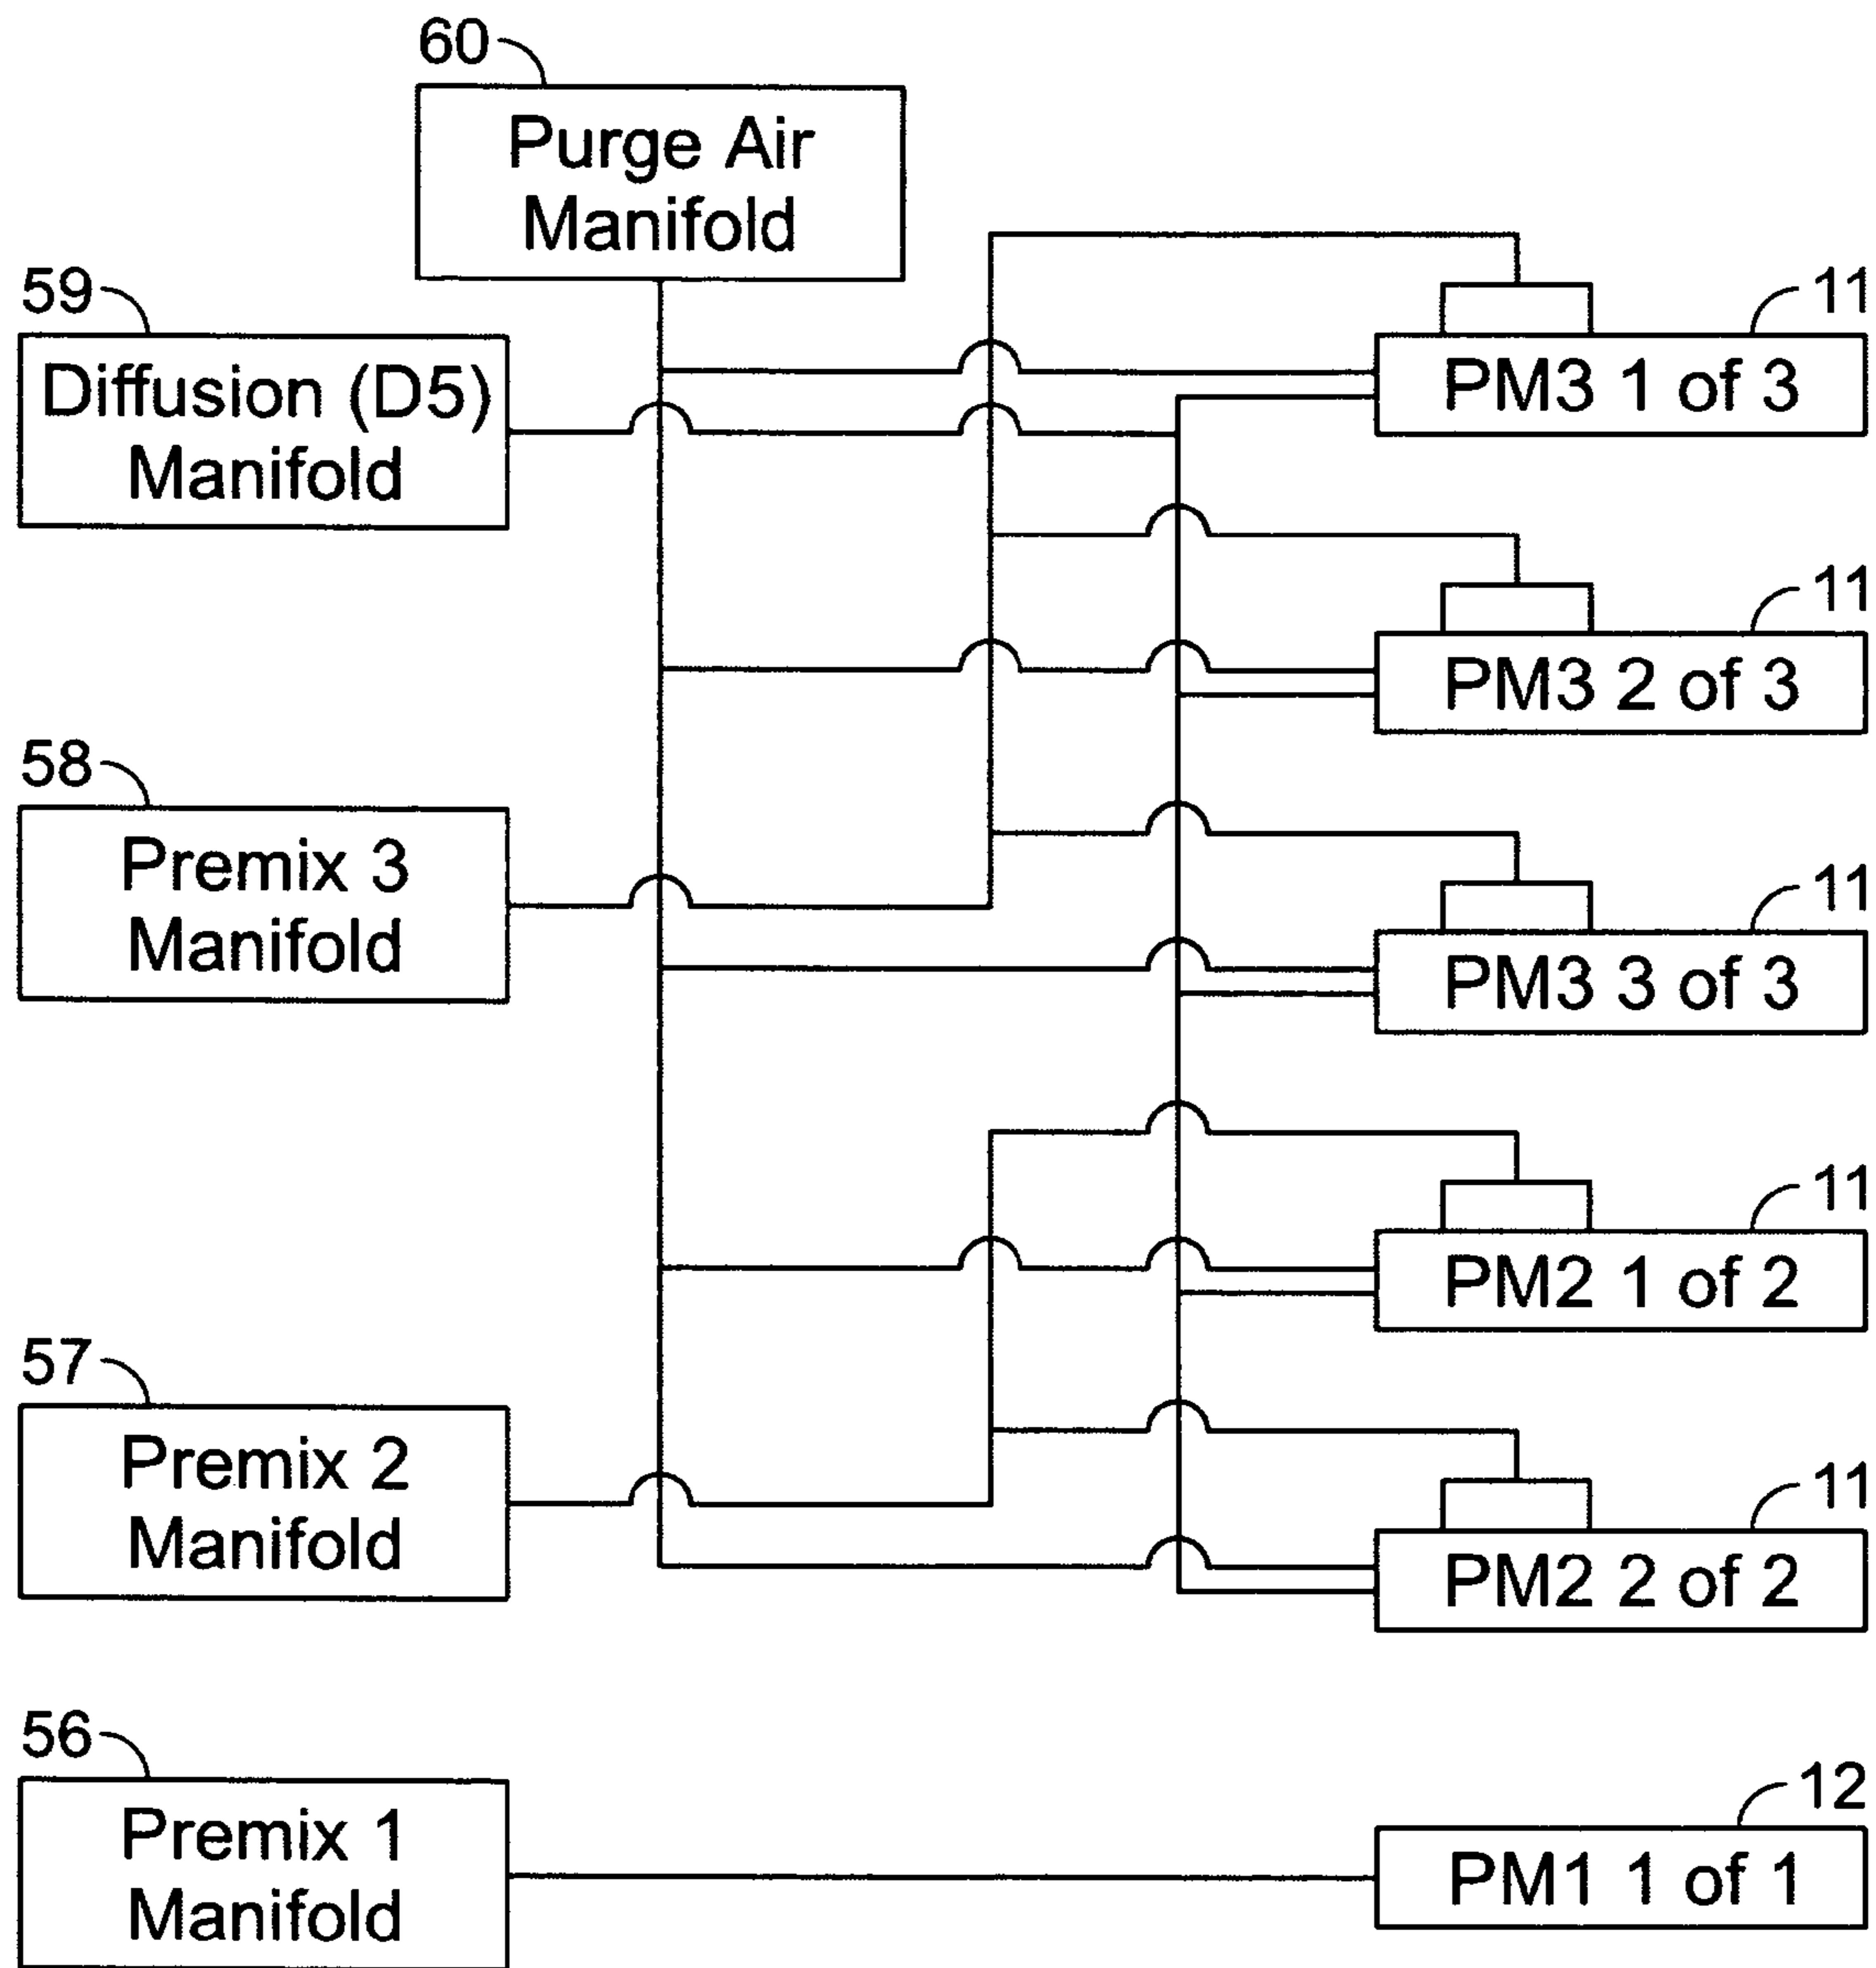 60
Purge Air
Manifold
59
Diffusion (D5)
Manifold
11
PM3 1 of 3
11
PM3 2 of 3
58
Premix 3
Manifold
11
PM3 3 of 3
11
PM2 1 of 2
57
Premix 2
Manifold
11
PM2 2 of 2
56
Premix 1
Manifold
12
PM1 1 of 1